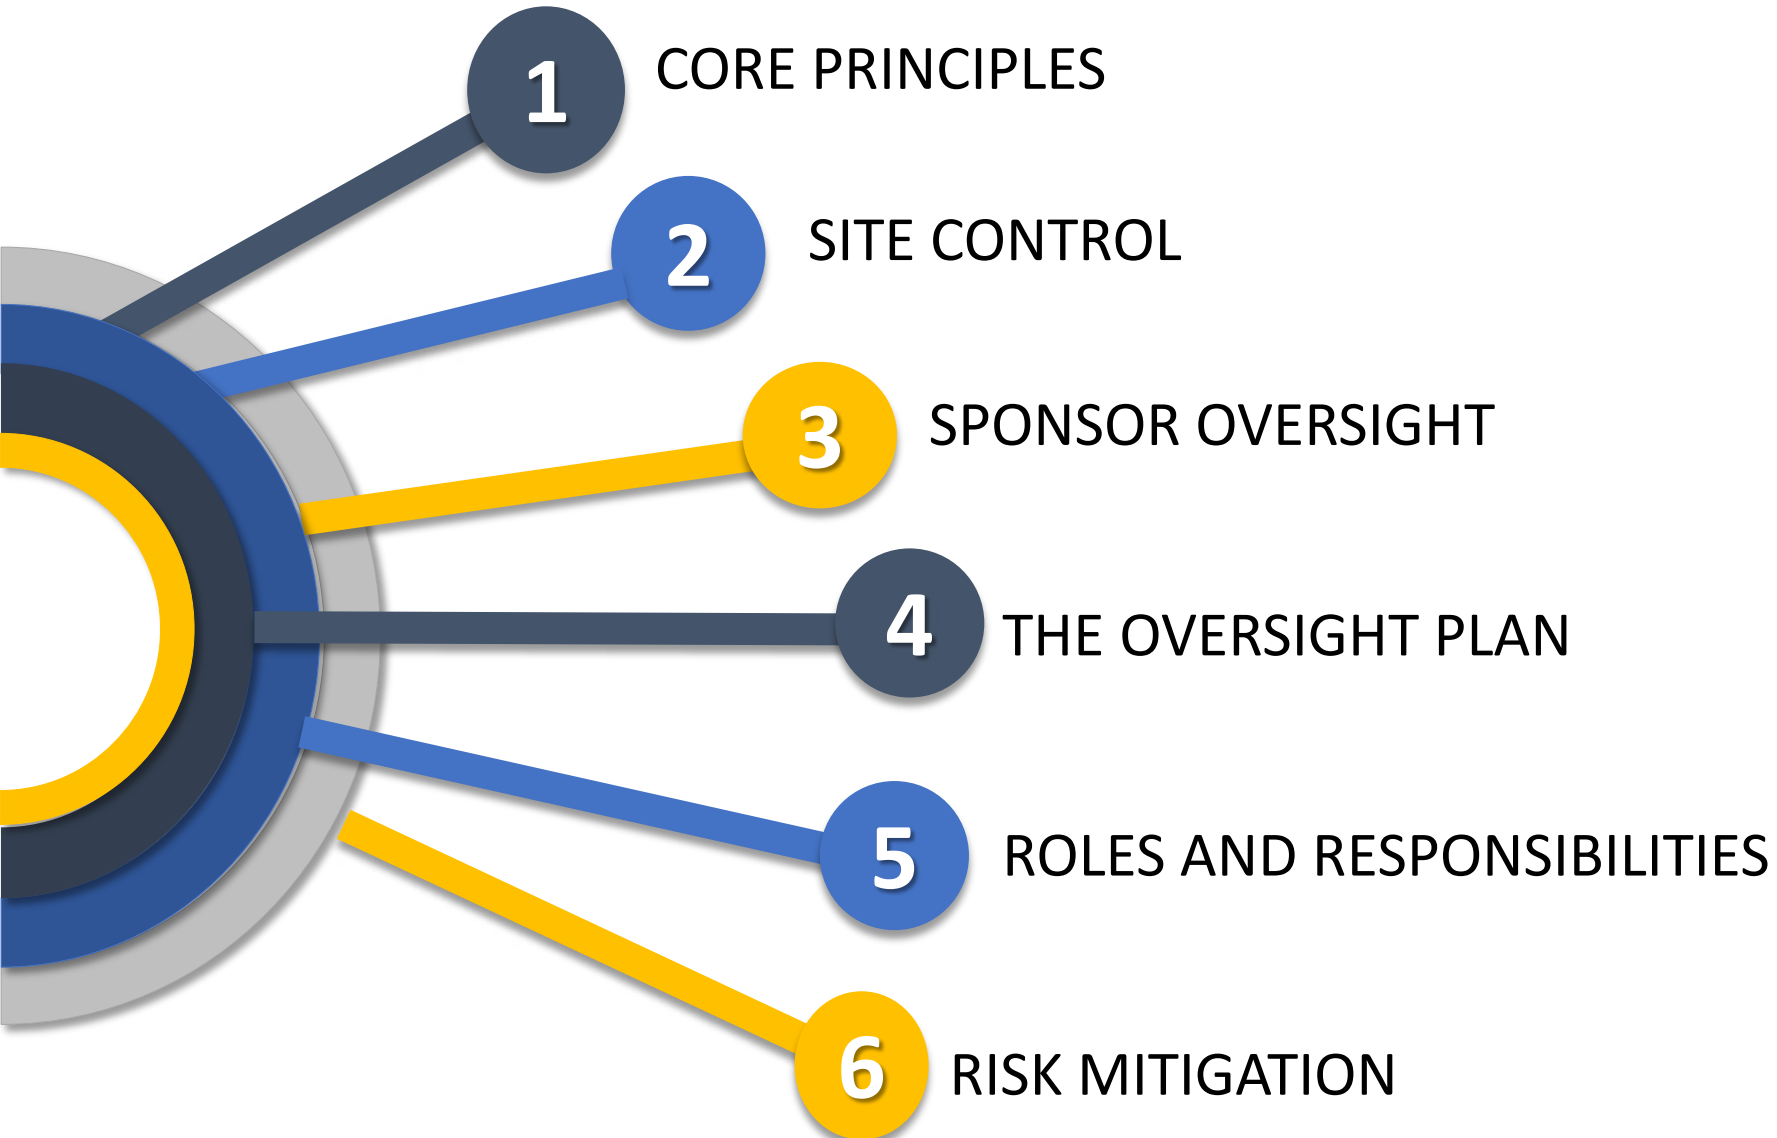 1 CORE PRINCIPLES
2 SITE CONTROL
3 SPONSOR OVERSIGHT
4 THE OVERSIGHT PLAN
5 ROLES AND RESPONSIBILITIES
6 RISK MITIGATION